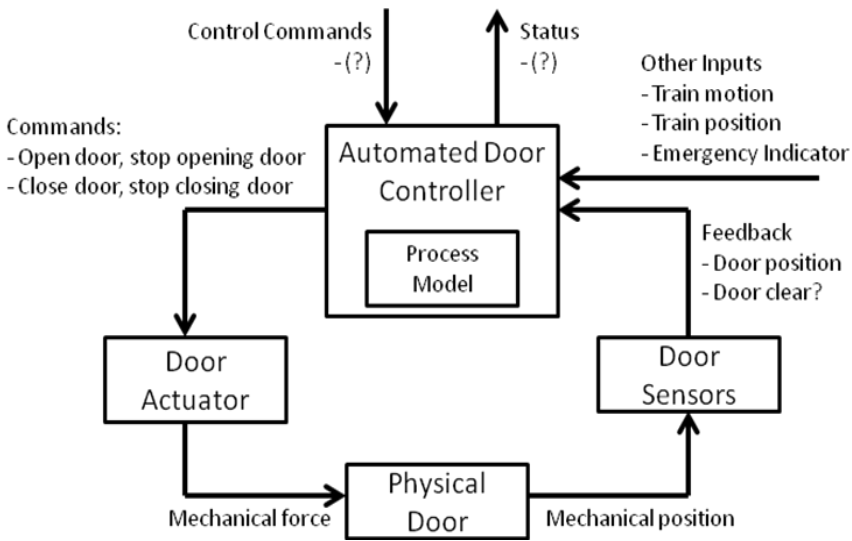 Control Commands
- (?)
Status
- (?)
Other Inputs
- Train motion
- Train position
- Emergency Indicator
Commands:
- Open door, stop opening door
- Close door, stop closing door
Automated Door
Controller
Process
Model
Feedback
- Door position
- Door clear?
Door
Actuator
Door
Sensors
Physical
Door
Mechanical force
Mechanical position